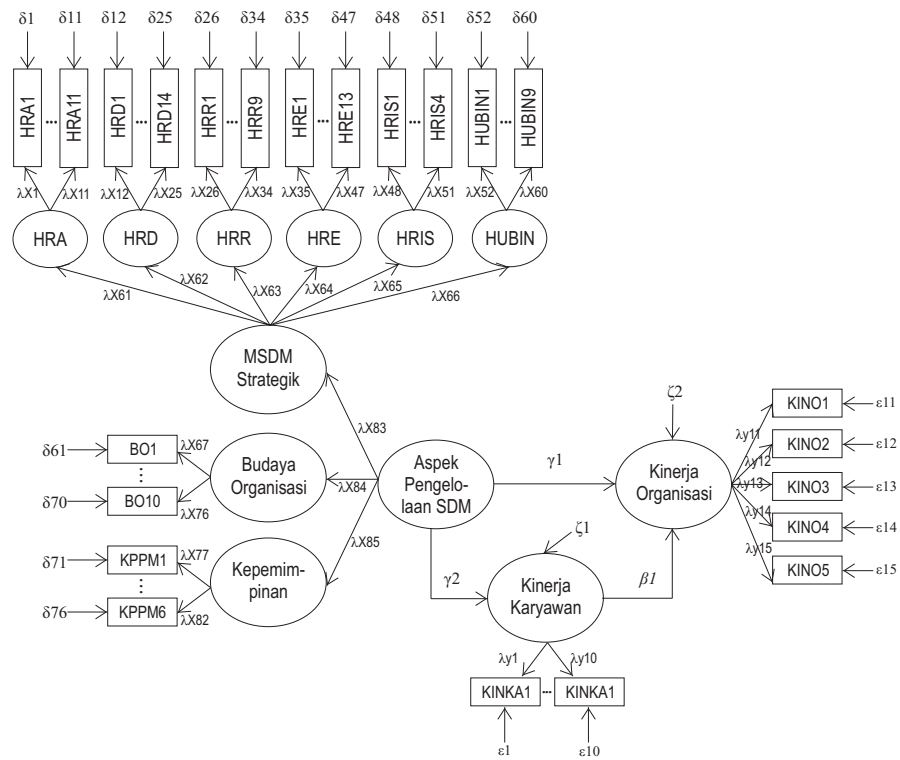 δ1 δ11 δ12 δ25 δ26 δ34 δ35 δ47 δ48 δ51 δ52 δ60
HRA1 ... HRA11 HRD1 ... HRD14 HRR1 ... HRR9 HRE1 ... HRE13 HRIS1 ... HRIS4 HUBIN1 ... HUBIN9
λX1 λX11 λX12 λX25 λX26 λX34 λX35 λX47 λX48 λX51 λX52 λX60
HRA HRD HRR HRE HRIS HUBIN
λX61 λX62 λX63 λX64 λX65 λX66
MSDM
Strategik
λX83
δ61 BO1 λX67
...
δ70 BO10 λX76
Budaya
Organisasi
λX84
δ71 KPPM1 λX77
...
δ76 KPPM6 λX82
Kepemim-
pinan
λX85
Aspek
Pengelo-
laan SDM
γ1
γ2
ζ1
Kinerja
Karyawan
β1
λy1 λy10
KINKA1 ... KINKA1
ε1 ε10
ζ2
Kinerja
Organisasi
λy11 KINO1 ε11
λy12 KINO2 ε12
λy13 KINO3 ε13
λy14 KINO4 ε14
λy15 KINO5 ε15